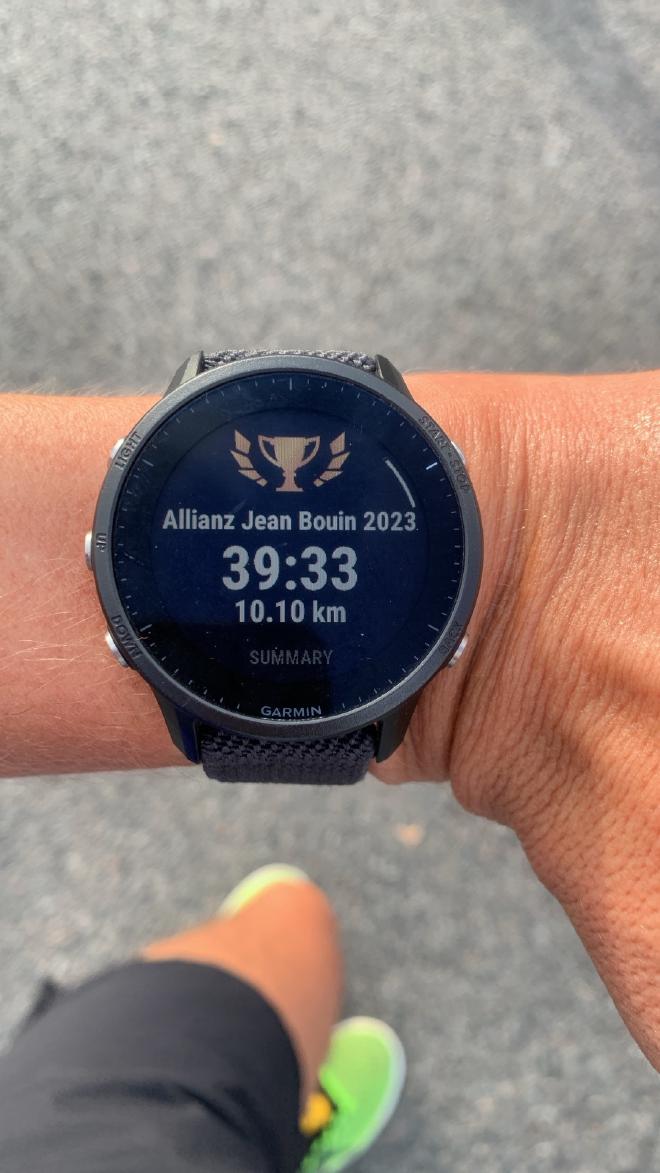 LIGHT
START · STOP
Allianz Jean Bouin 2023
UP
39:33
10.10 km
DOWN
BACK
SUMMARY
GARMIN